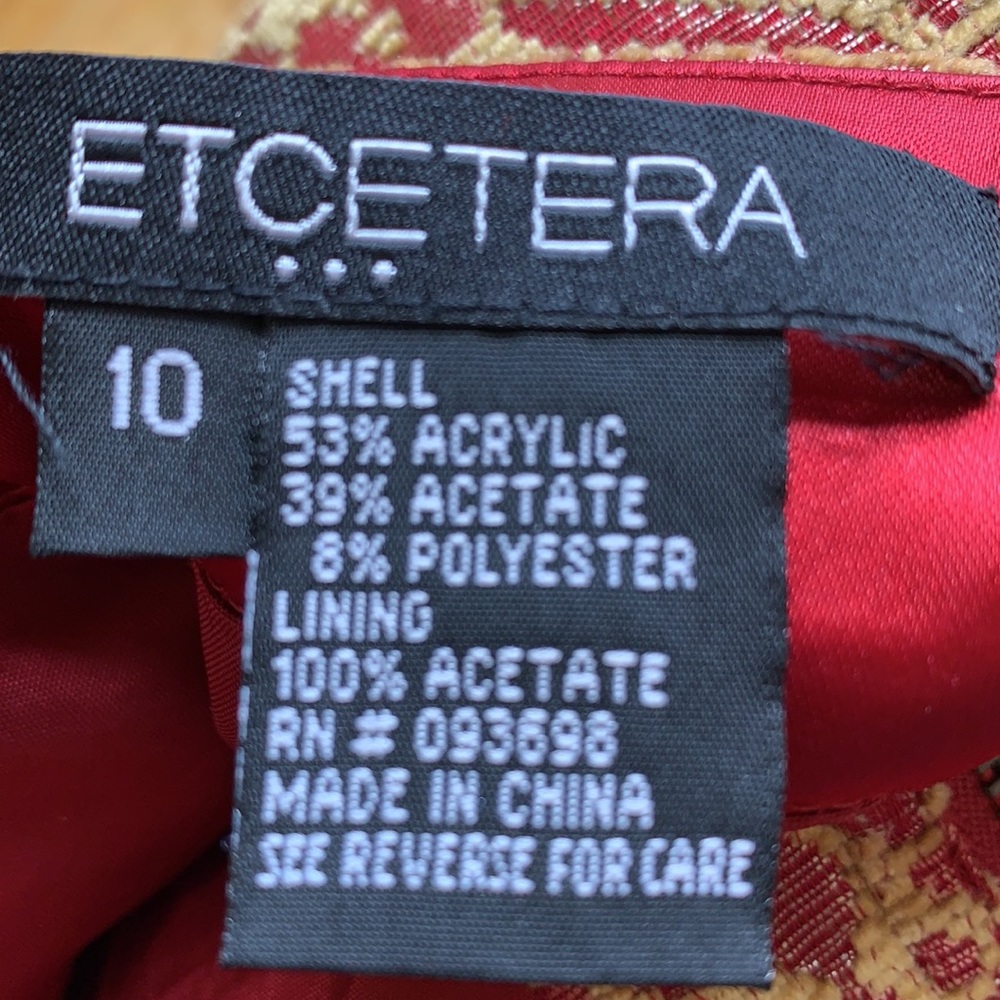 ETCETERA
...
10
SHELL
53% ACRYLIC
39% ACETATE
8% POLYESTER
LINING
100% ACETATE
RN # 093698
MADE IN CHINA
SEE REVERSE FOR CARE